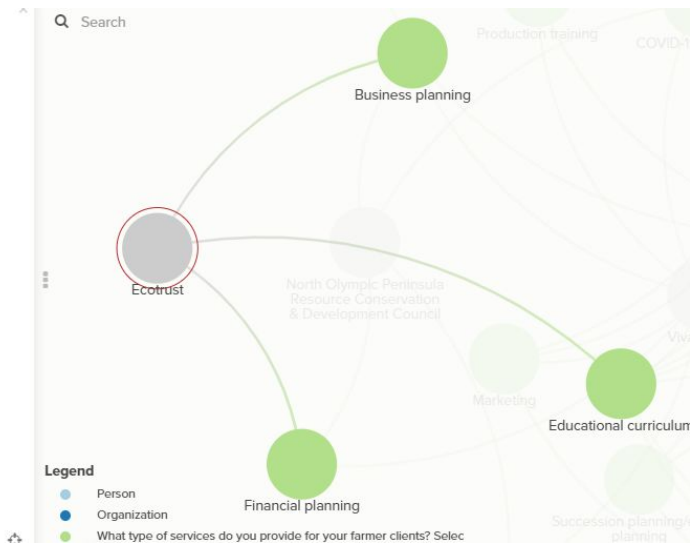 Search
Production training
COVID-1
Business planning
Ecotrust
North Olympic Peninsula
Resource Conservation
& Development Council
Viva
Marketing
Educational curriculum
Legend
Person
Financial planning
Organization
Succession planning/
planning
What type of services do you provide for your farmer clients? Selec